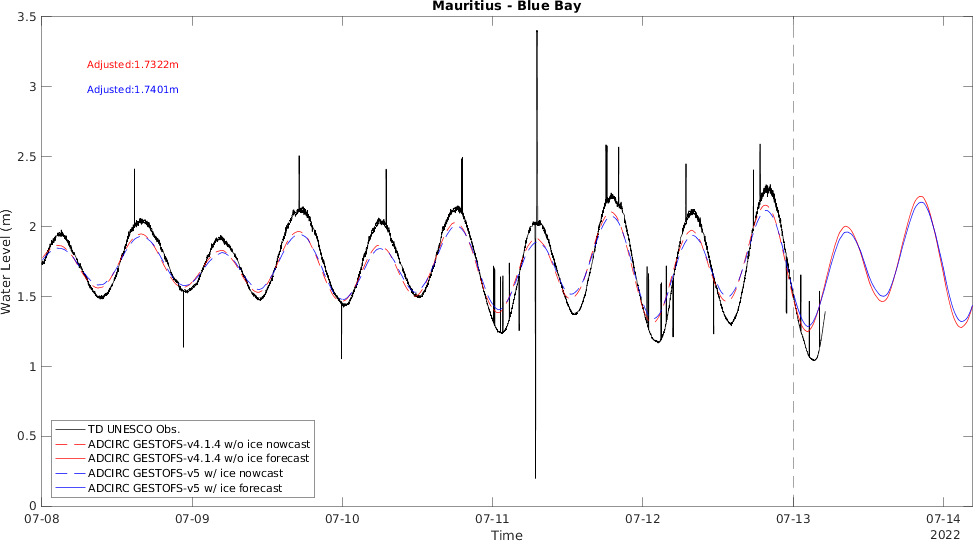 Mauritius - Blue Bay
3.5
3
2.5
2
1.5
1
0.5
0
Water Level (m)
Adjusted:1.7322m
Adjusted:1.7401m
TD UNESCO Obs.
ADCIRC GESTOFS-v4.1.4 w/o ice nowcast
ADCIRC GESTOFS-v4.1.4 w/o ice forecast
ADCIRC GESTOFS-v5 w/ ice nowcast
ADCIRC GESTOFS-v5 w/ ice forecast
07-08 07-09 07-10 07-11 07-12 07-13 07-14
Time
2022